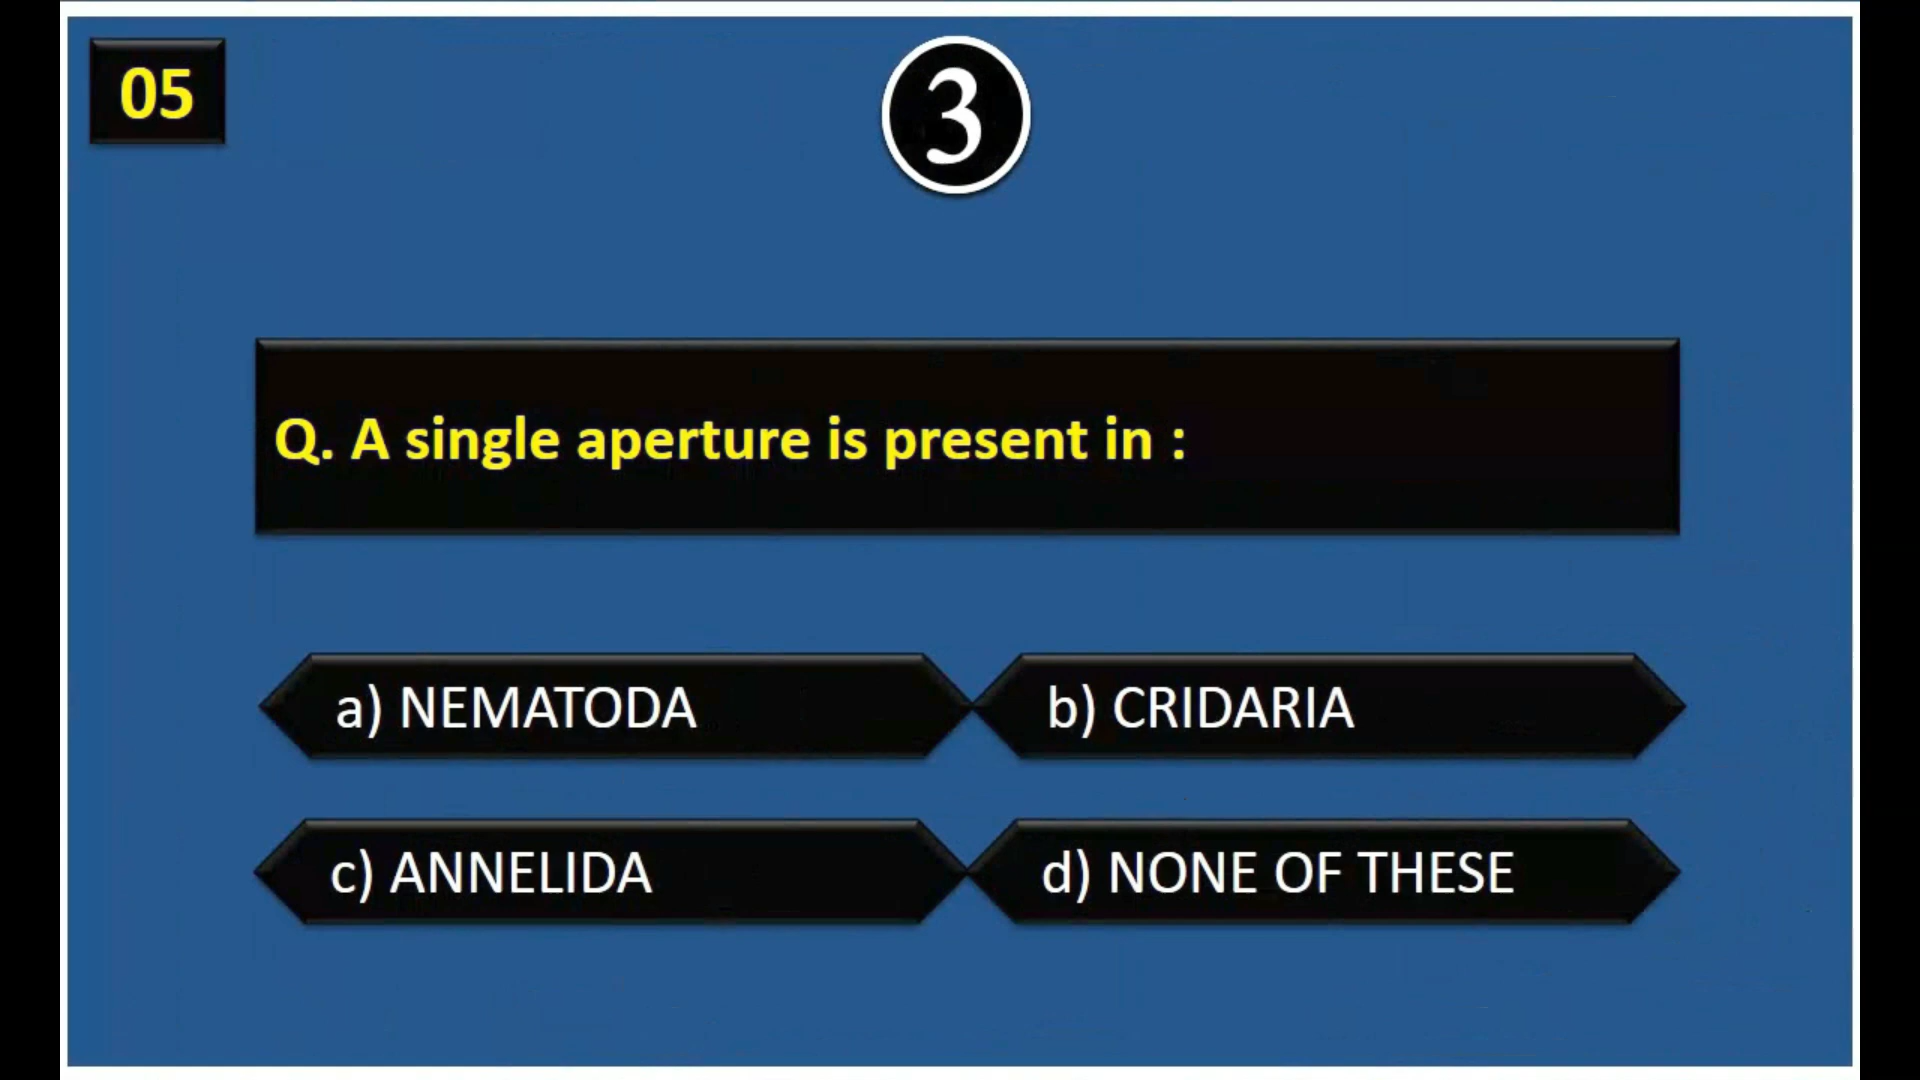 05
3
Q. A single aperture is present in :
a) NEMATODA
b) CRIDARIA
c) ANNELIDA
d) NONE OF THESE